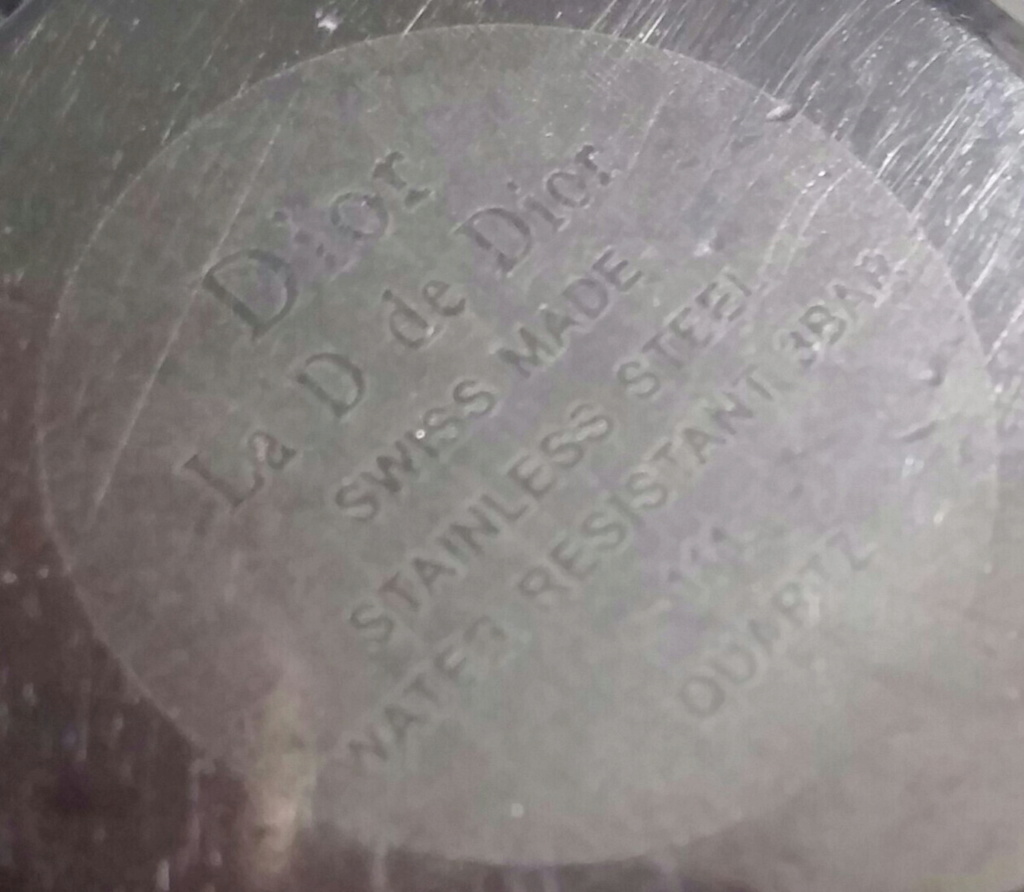 Dior
La D de Dior
SWISS MADE
STAINLESS STEEL
WATER RESISTANT 3BAR
QUARTZ